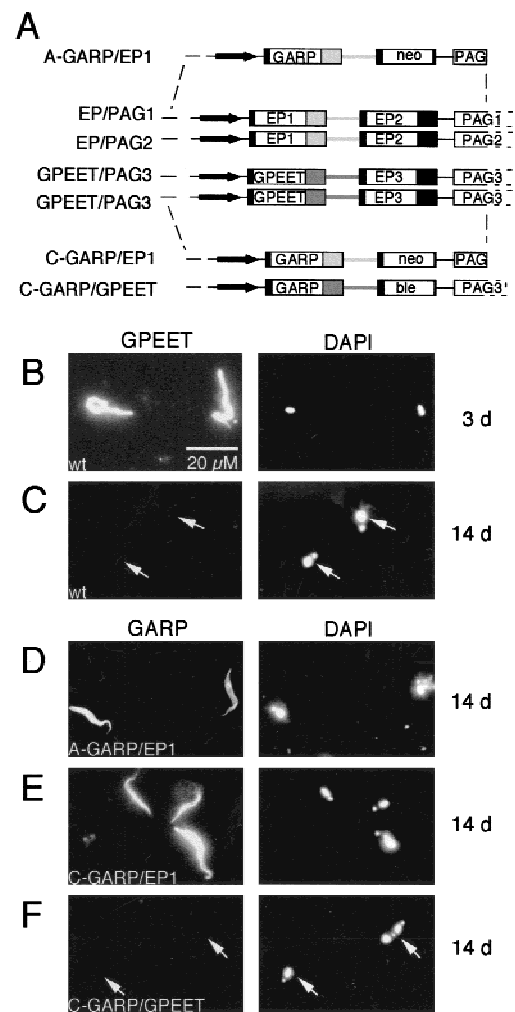 A
A-GARP/EP1 GARP neo PAG
EP/PAG1 EP1 EP2 PAG1
EP/PAG2 EP1 EP2 PAG2
GPEET/PAG3 GPEET EP3 PAG3
GPEET/PAG3 GPEET EP3 PAG3
C-GARP/EP1 GARP neo PAG
C-GARP/GPEET GARP ble PAG3'
GPEET DAPI
B wt 20 µM 3 d
C wt 14 d
GARP DAPI
D A-GARP/EP1 14 d
E C-GARP/EP1 14 d
F C-GARP/GPEET 14 d